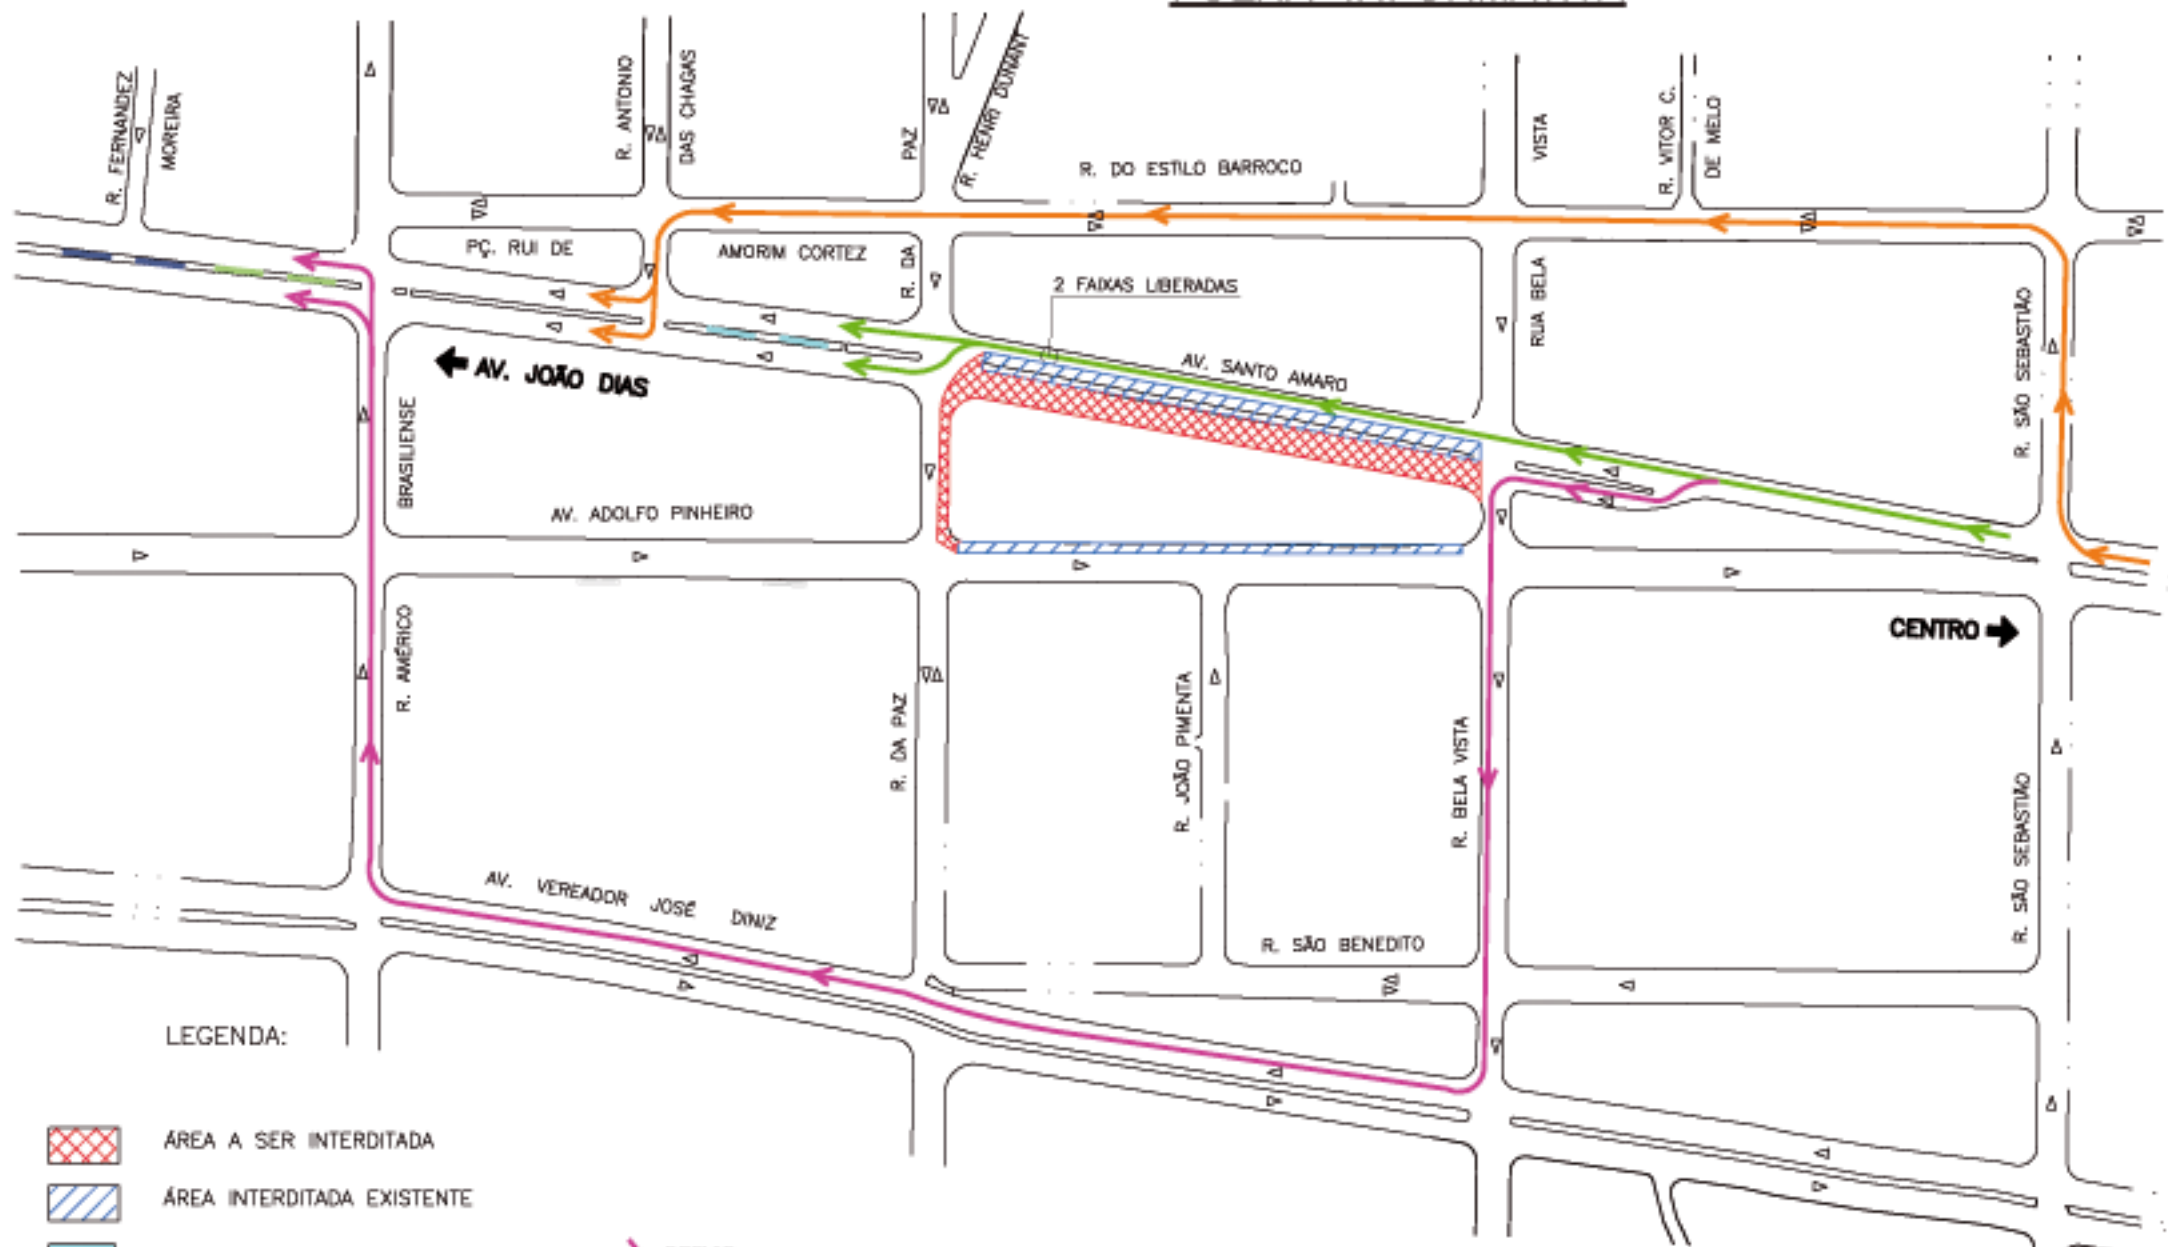 R. FERNANDEZ
MOREIRA
R. ANTONIO
DAS CHAGAS
PAZ
R. HENRI DUNANT
R. DO ESTILO BARROCO
VISTA
R. VITOR C.
DE MELO
PÇ. RUI DE
AMORIM CORTEZ
R. DA
2 FAIXAS LIBERADAS
RUA BELA
R. SÃO SEBASTIÃO
AV. JOÃO DIAS
AV. SANTO AMARO
BRASILIENSE
AV. ADOLFO PINHEIRO
CENTRO
R. AMÉRICO
R. DA PAZ
R. JOÃO PIMENTA
R. BELA VISTA
R. SÃO SEBASTIÃO
AV. VEREADOR JOSÉ DINIZ
R. SÃO BENEDITO
LEGENDA:
ÁREA A SER INTERDITADA
ÁREA INTERDITADA EXISTENTE